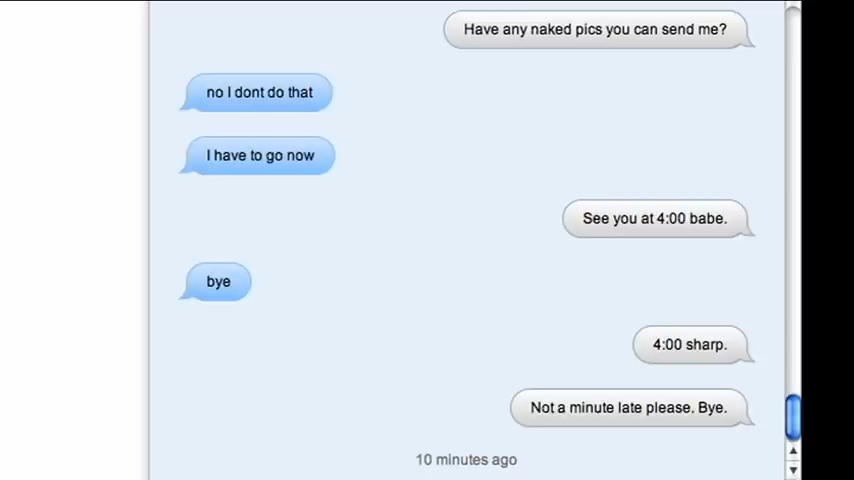 Have any naked pics you can send me?
no I dont do that
I have to go now
See you at 4:00 babe.
bye
4:00 sharp.
Not a minute late please. Bye.
10 minutes ago